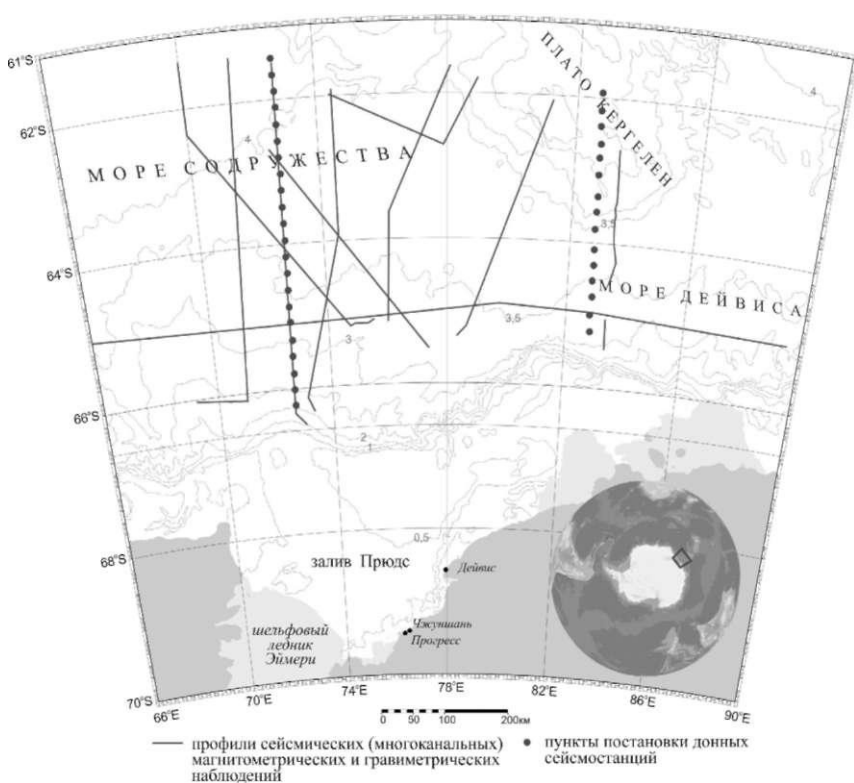 61°S
62°S
64°S
66°S
68°S
70°S
66°E
70°E
74°E
78°E
82°E
86°E
90°E
ПЛАТО КЕРГЕЛЕН
МОРЕ СОДРУЖЕСТВА
МОРЕ ДЕЙВИСА
4
4
3,5
3,5
3
2
1
0,5
залив Прюдс
Дейвис
Чжуншань
Прогресс
шельфовый
ледник
Эймери
0 50 100 200км
профили сейсмических (многоканальных)
магнитометрических и гравиметрических
наблюдений
пункты постановки донных
сейсмостанций